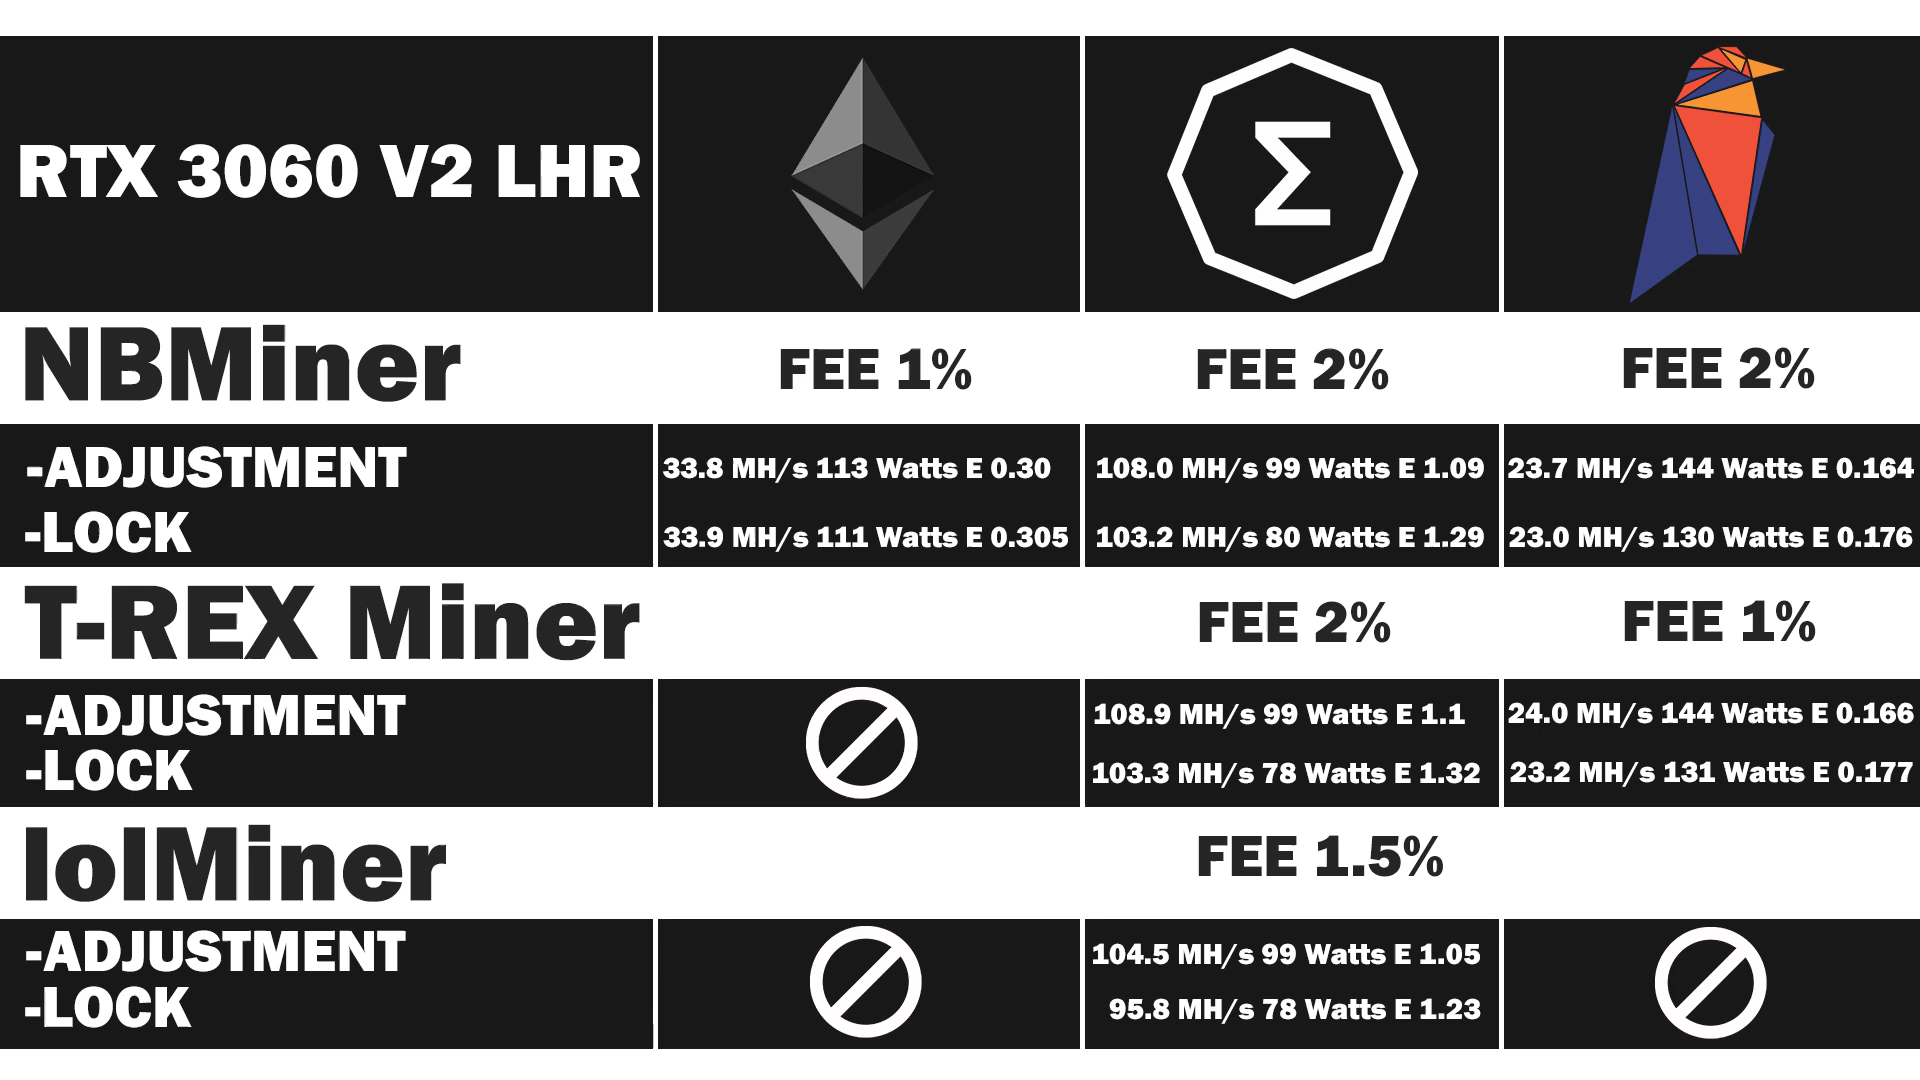 RTX 3060 V2 LHR
Σ
NBMiner FEE 1% FEE 2% FEE 2%
-ADJUSTMENT 33.8 MH/s 113 Watts E 0.30 108.0 MH/s 99 Watts E 1.09 23.7 MH/s 144 Watts E 0.164
-LOCK 33.9 MH/s 111 Watts E 0.305 103.2 MH/s 80 Watts E 1.29 23.0 MH/s 130 Watts E 0.176
T-REX Miner FEE 2% FEE 1%
-ADJUSTMENT 108.9 MH/s 99 Watts E 1.1 24.0 MH/s 144 Watts E 0.166
-LOCK 103.3 MH/s 78 Watts E 1.32 23.2 MH/s 131 Watts E 0.177
lolMiner FEE 1.5%
-ADJUSTMENT 104.5 MH/s 99 Watts E 1.05
-LOCK 95.8 MH/s 78 Watts E 1.23